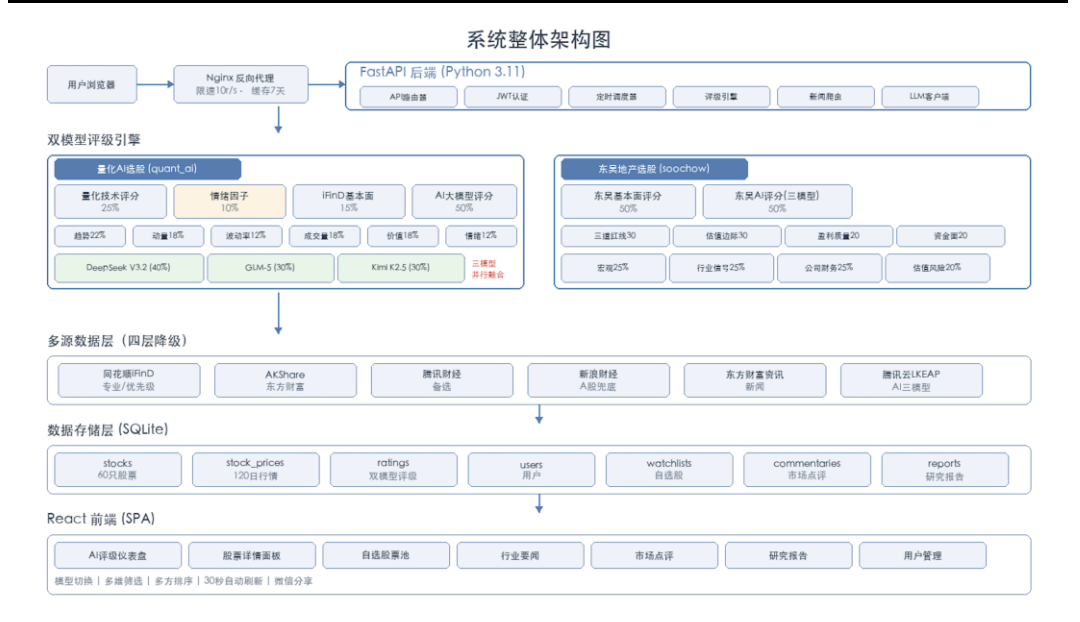 系统整体架构图
用户浏览器
Nginx 反向代理
限速10r/s - 缓存7天
FastAPI 后端 (Python 3.11)
API路由器
JWT认证
定时调度器
评级引擎
新闻爬虫
LLM客户端
双模型评级引擎
量化AI选股 (quant_ai)
量化技术评分
25%
情绪因子
10%
iFinD基本面
15%
AI大模型评分
50%
趋势22%
动量18%
波动率12%
成交量18%
价值18%
情绪12%
DeepSeek V3.2 (40%)
GLM-5 (30%)
Kimi K2.5 (30%)
三模型
并行融合
东吴地产选股 (soochow)
东吴基本面评分
50%
东吴AI评分(三模型)
50%
三道红线30
估值边际30
盈利质量20
资金面20
宏观25%
行业信号25%
公司财务25%
估值风险20%
多源数据层（四层降级）
同花顺iFinD
专业/优先级
AKShare
东方财富
腾讯财经
备选
新浪财经
A股兜底
东方财富资讯
新闻
腾讯云LKEAP
AI三模型
数据存储层 (SQLite)
stocks
60只股票
stock_prices
120日行情
ratings
双模型评级
users
用户
watchlists
自选股
commentaries
市场点评
reports
研究报告
React 前端 (SPA)
AI评级仪表盘
股票详情面板
自选股票池
行业要闻
市场点评
研究报告
用户管理
模型切换 | 多维筛选 | 多方排序 | 30秒自动刷新 | 微信分享